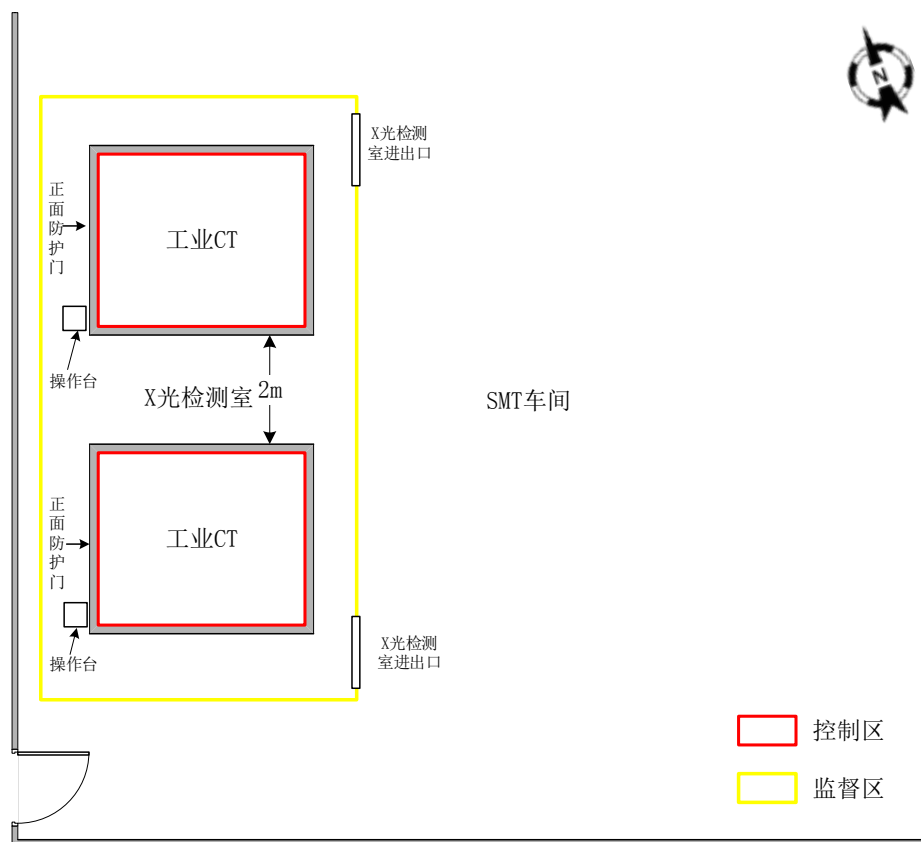 N
X光检测
室进出口
正面防护门
工业CT
操作台
X光检测室
2m
SMT车间
正面防护门
工业CT
操作台
X光检测
室进出口
控制区
监督区